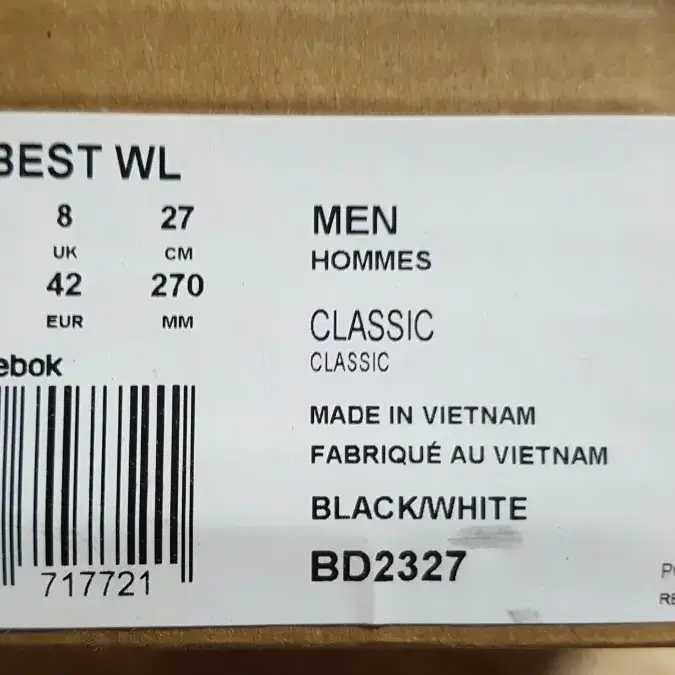 BEST WL
8 27
UK CM
42 270
EUR MM
ebok
717721
MEN
HOMMES
CLASSIC
CLASSIC
MADE IN VIETNAM
FABRIQUÉ AU VIETNAM
BLACK/WHITE
BD2327